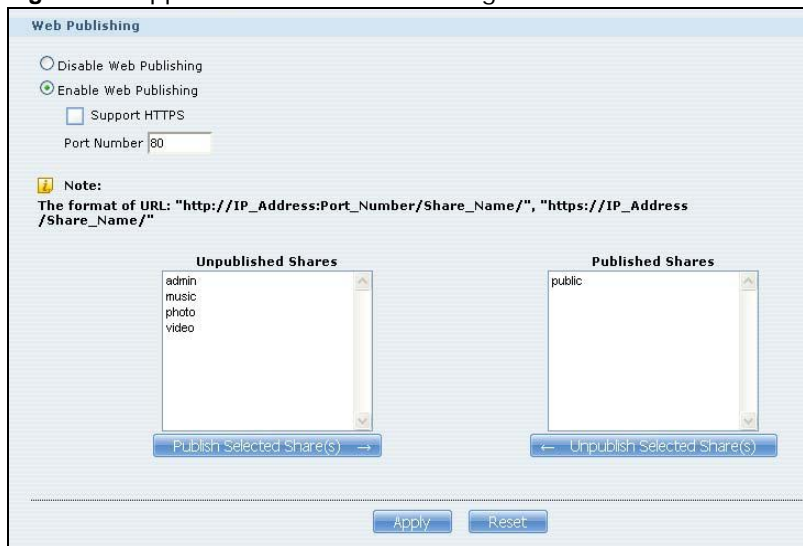 Web Publishing
Disable Web Publishing
Enable Web Publishing
Support HTTPS
Port Number 80
Note:
The format of URL: "http://IP_Address:Port_Number/Share_Name/", "https://IP_Address
/Share_Name/"
Unpublished Shares
Published Shares
admin
music
photo
video
public
Publish Selected Share(s) →
← Unpublish Selected Share(s)
Apply
Reset